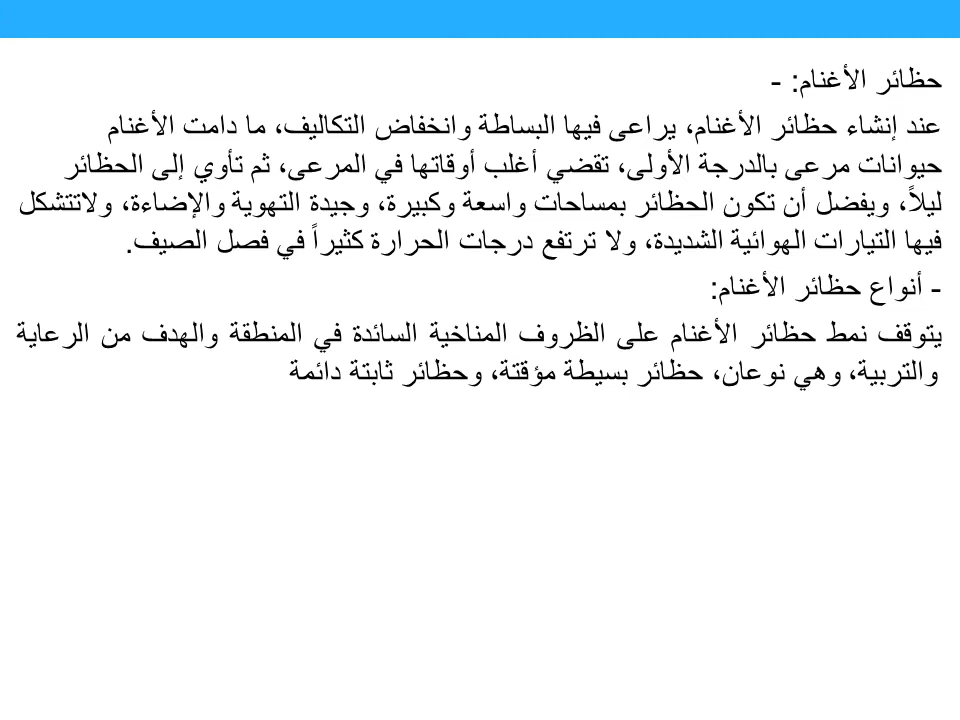 حظائر الأغنام: -
عند إنشاء حظائر الأغنام، يراعى فيها البساطة وانخفاض التكاليف، ما دامت الأغنام
حيوانات مرعى بالدرجة الأولى، تقضي أغلب أوقاتها في المرعى، ثم تأوي إلى الحظائر
ليلاً، ويفضل أن تكون الحظائر بمساحات واسعة وكبيرة، وجيدة التهوية والإضاءة، ولاتتشكل
فيها التيارات الهوائية الشديدة، ولا ترتفع درجات الحرارة كثيراً في فصل الصيف.
- أنواع حظائر الأغنام:
يتوقف نمط حظائر الأغنام على الظروف المناخية السائدة في المنطقة والهدف من الرعاية
والتربية، وهي نوعان، حظائر بسيطة مؤقتة، وحظائر ثابتة دائمة